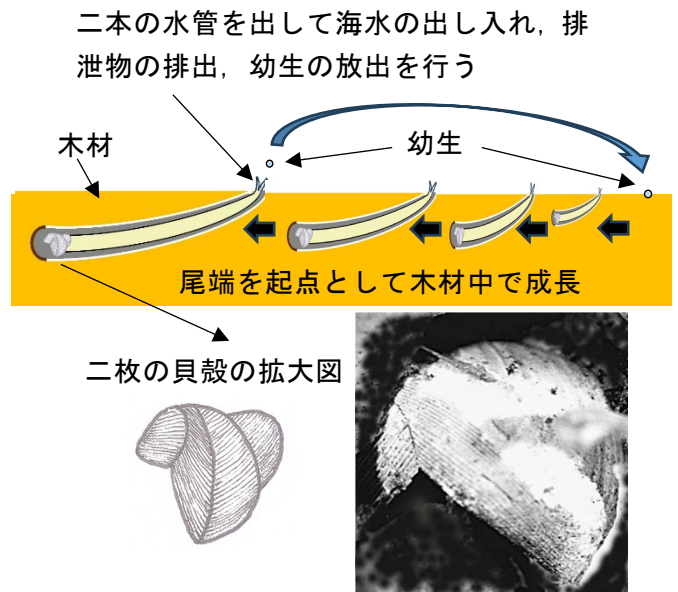 二本の水管を出して海水の出し入れ，排
泄物の排出，幼生の放出を行う
木材
幼生
尾端を起点として木材中で成長
二枚の貝殻の拡大図